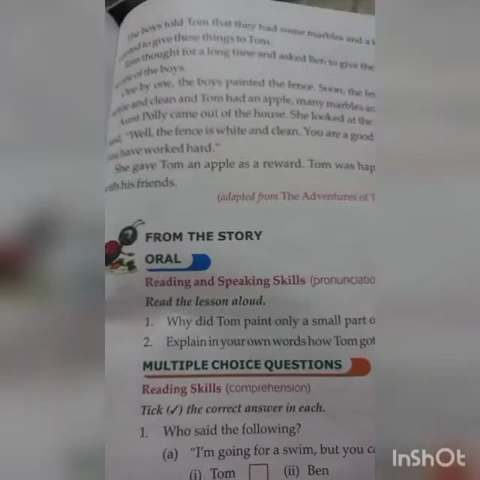 the boys told Tom that they had some marbles and a
to give these things to Tom.
Tom thought for a long time and asked Ben to give the
of the boys.
One by one, the boys painted the fence. Soon, the
and clean and Tom had an apple, many marbles
Aunt Polly came out of the house. She looked at the
"Well, the fence is white and clean. You are a good
have worked hard."
She gave Tom an apple as a reward. Tom was hap
his friends.
(adapted from The Adventures of T
FROM THE STORY
ORAL
Reading and Speaking Skills (pronunciatio
Read the lesson aloud.
1. Why did Tom paint only a small part o
2. Explain in your own words how Tom got
MULTIPLE CHOICE QUESTIONS
Reading Skills (comprehension)
Tick (✓) the correct answer in each.
1. Who said the following?
(a) "I'm going for a swim, but you ca
(i) Tom (ii) Ben
InShOt